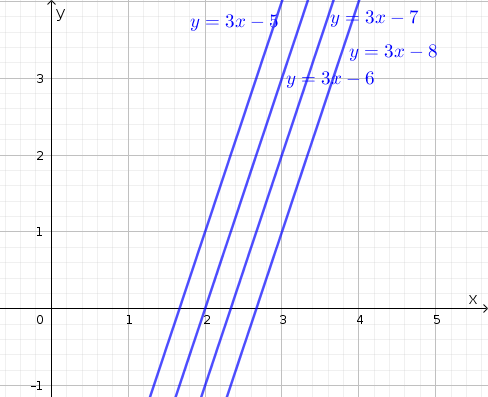 y
y = 3x − 5
y = 3x − 7
y = 3x − 8
3
y = 3x − 6
2
1
x
0
1
2
3
4
5
−1